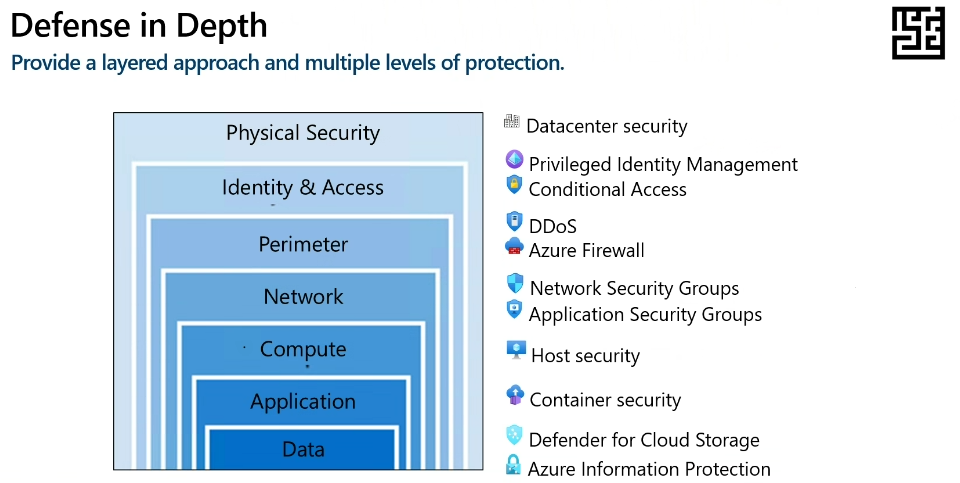 Defense in Depth
Provide a layered approach and multiple levels of protection.
Physical Security
Identity & Access
Perimeter
Network
Compute
Application
Data
Datacenter security
Privileged Identity Management
Conditional Access
DDoS
Azure Firewall
Network Security Groups
Application Security Groups
Host security
Container security
Defender for Cloud Storage
Azure Information Protection